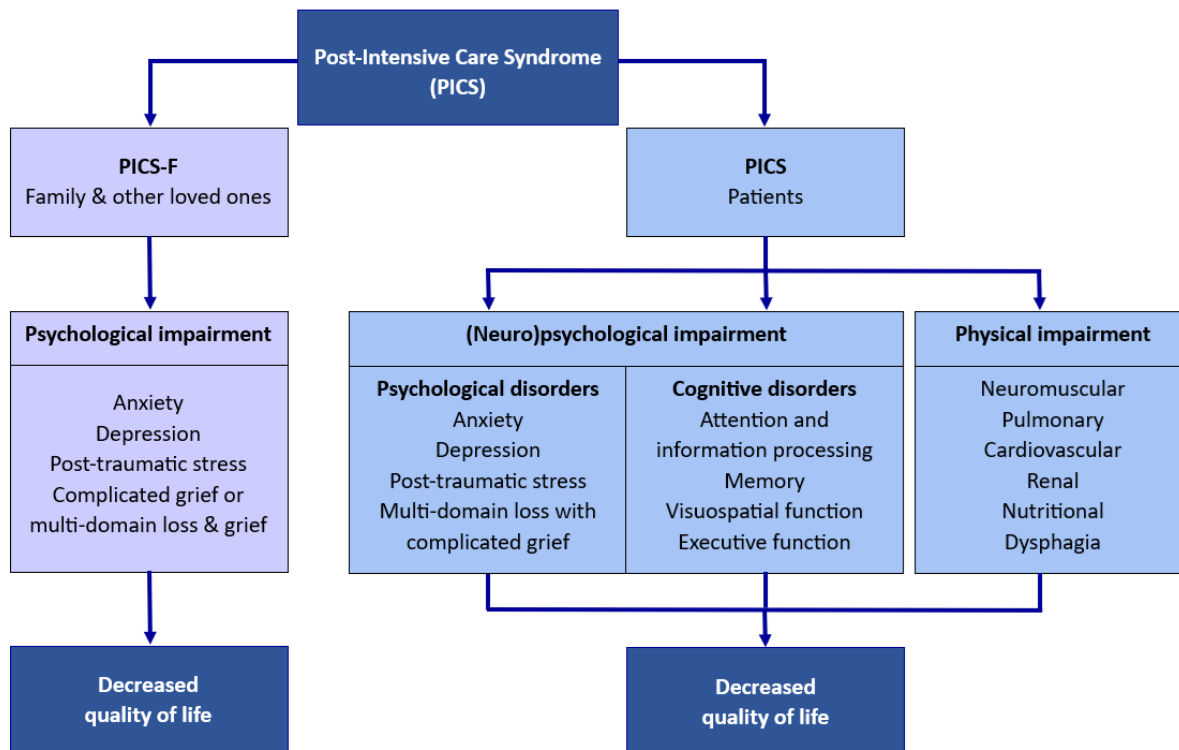 Post-Intensive Care Syndrome
(PICS)
PICS-F
Family & other loved ones
PICS
Patients
Psychological impairment
Anxiety
Depression
Post-traumatic stress
Complicated grief or
multi-domain loss & grief
(Neuro)psychological impairment
Psychological disorders
Anxiety
Depression
Post-traumatic stress
Multi-domain loss with
complicated grief
Cognitive disorders
Attention and
information processing
Memory
Visuospatial function
Executive function
Physical impairment
Neuromuscular
Pulmonary
Cardiovascular
Renal
Nutritional
Dysphagia
Decreased
quality of life
Decreased
quality of life